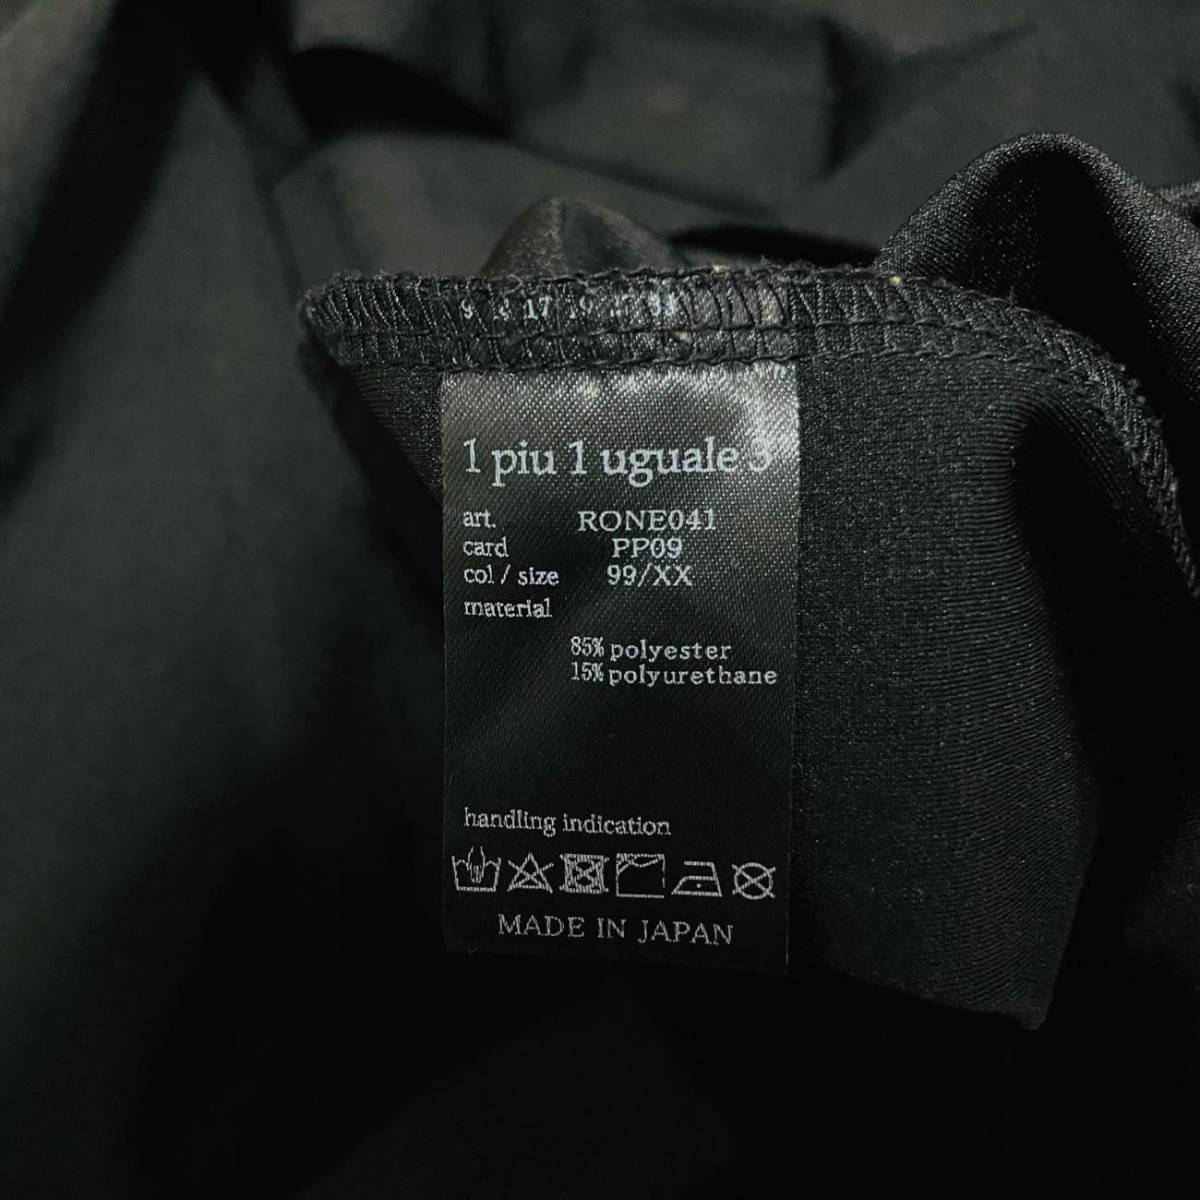 17
1 piu 1 uguale 3
art. RONE041
card PP09
col / size 99/XX
material
85% polyester
15% polyurethane
handling indication
MADE IN JAPAN